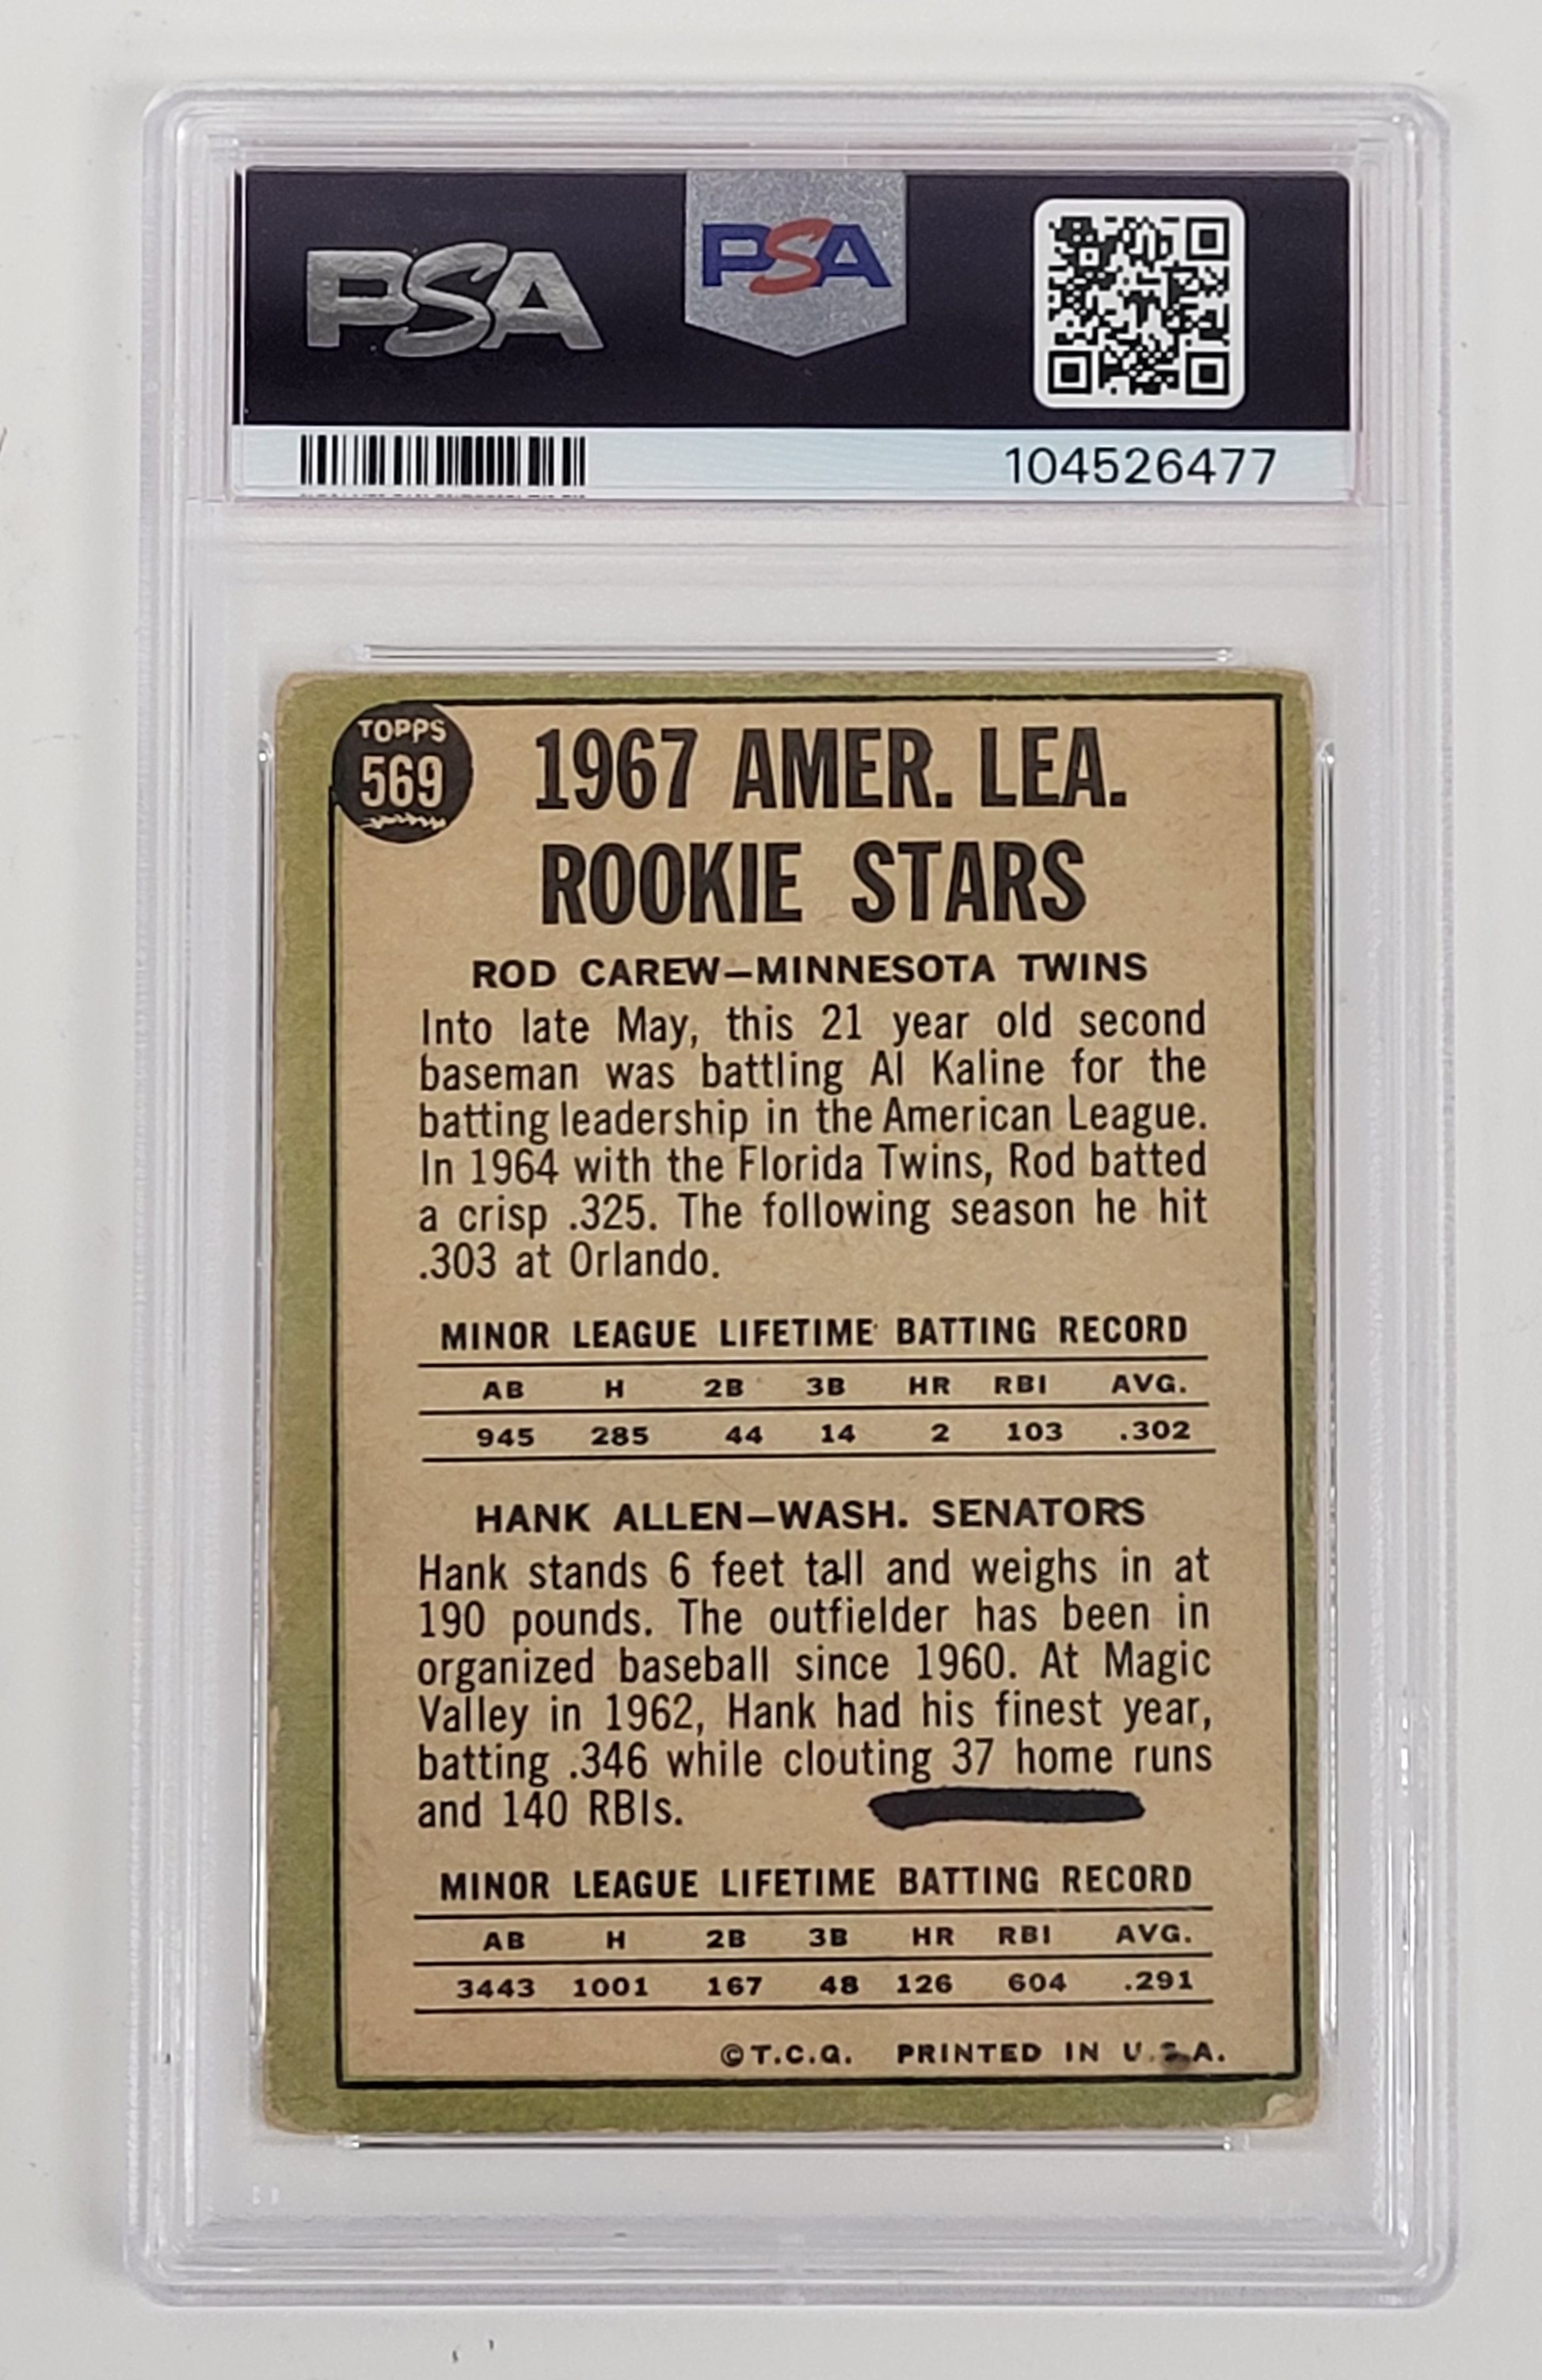 PSA
PSA
104526477
TOPPS
569
1967 AMER. LEA.
ROOKIE STARS
ROD CAREW—MINNESOTA TWINS
Into late May, this 21 year old second
baseman was battling Al Kaline for the
batting leadership in the American League.
In 1964 with the Florida Twins, Rod batted
a crisp .325. The following season he hit
.303 at Orlando.
MINOR LEAGUE LIFETIME BATTING RECORD
AB H 2B 3B HR RBI AVG.
945 285 44 14 2 103 .302
HANK ALLEN—WASH. SENATORS
Hank stands 6 feet tall and weighs in at
190 pounds. The outfielder has been in
organized baseball since 1960. At Magic
Valley in 1962, Hank had his finest year,
batting .346 while clouting 37 home runs
and 140 RBIs.
MINOR LEAGUE LIFETIME BATTING RECORD
AB H 2B 3B HR RBI AVG.
3443 1001 167 48 126 604 .291
©T.C.G. PRINTED IN U.S.A.